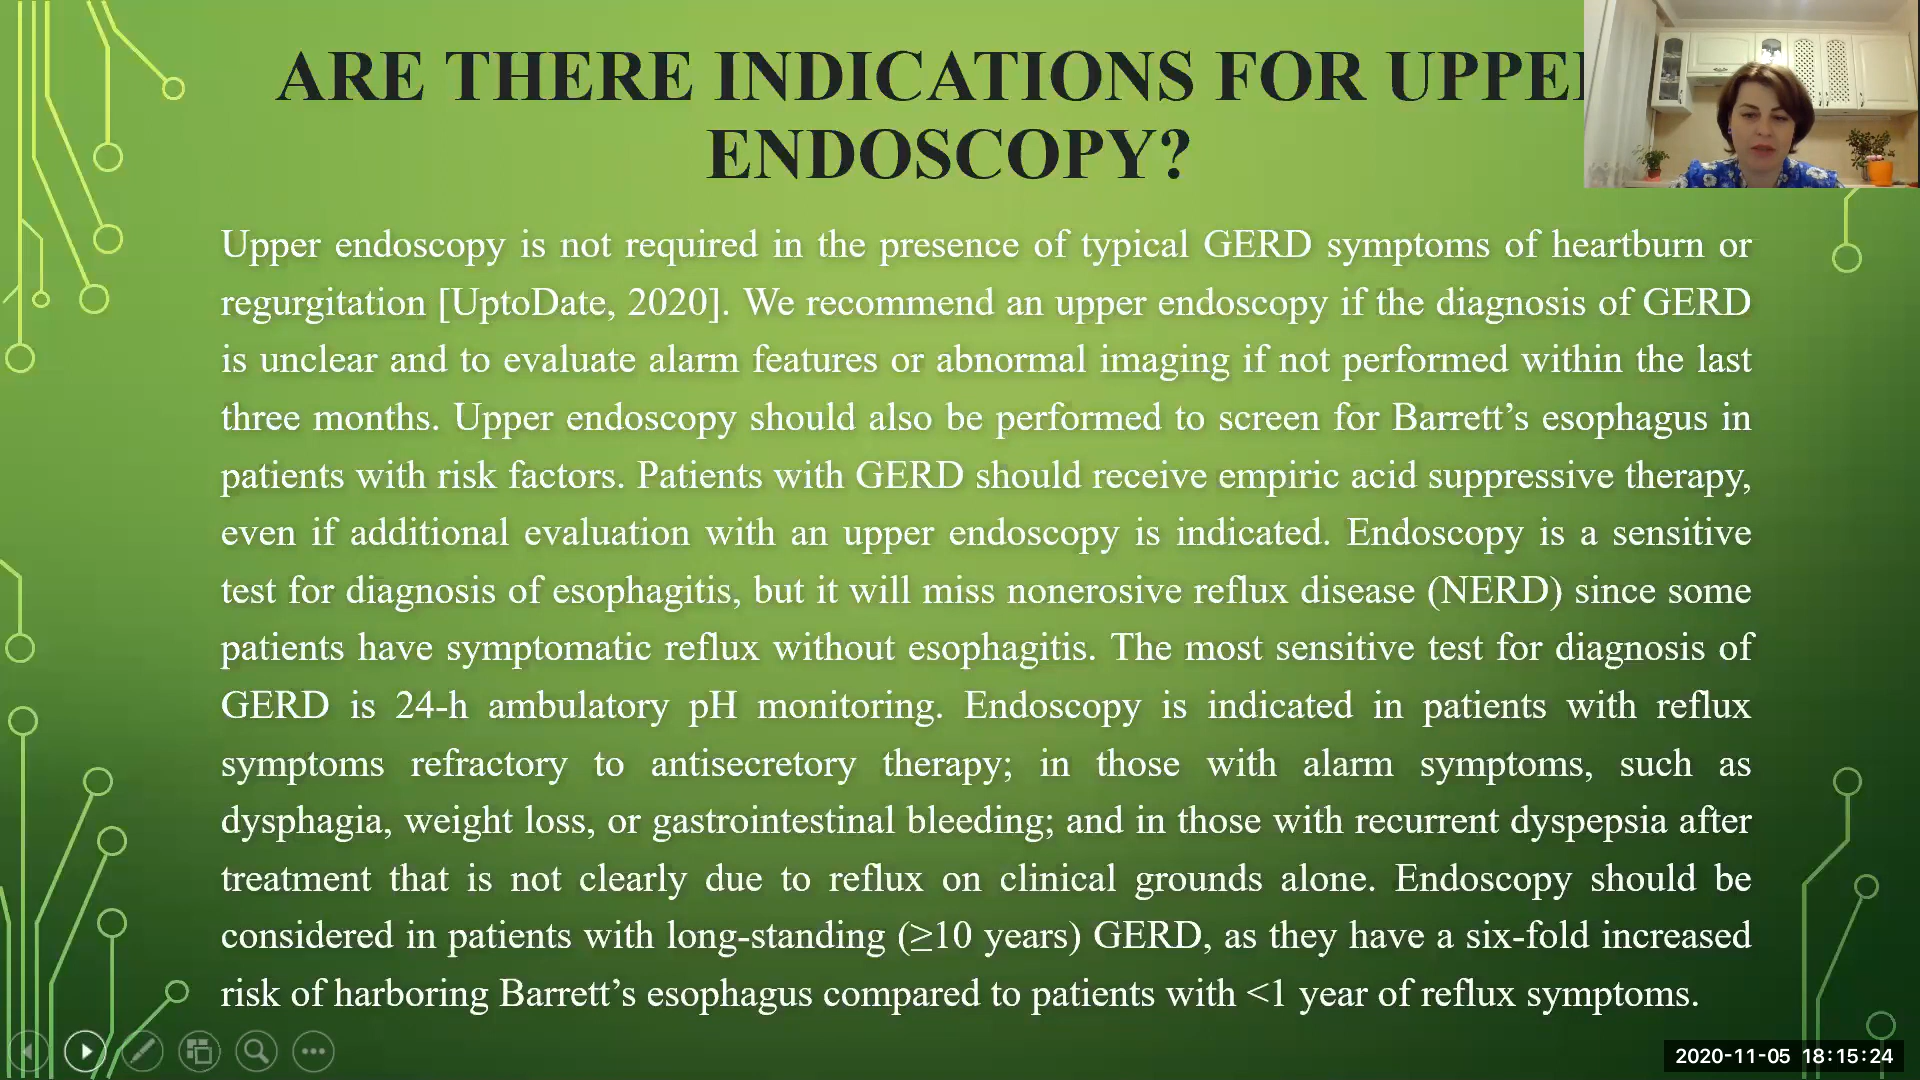 ARE THERE INDICATIONS FOR UPPE
ENDOSCOPY?
Upper endoscopy is not required in the presence of typical GERD symptoms of heartburn or
regurgitation [UptoDate, 2020]. We recommend an upper endoscopy if the diagnosis of GERD
is unclear and to evaluate alarm features or abnormal imaging if not performed within the last
three months. Upper endoscopy should also be performed to screen for Barrett’s esophagus in
patients with risk factors. Patients with GERD should receive empiric acid suppressive therapy,
even if additional evaluation with an upper endoscopy is indicated. Endoscopy is a sensitive
test for diagnosis of esophagitis, but it will miss nonerosive reflux disease (NERD) since some
patients have symptomatic reflux without esophagitis. The most sensitive test for diagnosis of
GERD is 24-h ambulatory pH monitoring. Endoscopy is indicated in patients with reflux
symptoms refractory to antisecretory therapy; in those with alarm symptoms, such as
dysphagia, weight loss, or gastrointestinal bleeding; and in those with recurrent dyspepsia after
treatment that is not clearly due to reflux on clinical grounds alone. Endoscopy should be
considered in patients with long-standing (≥10 years) GERD, as they have a six-fold increased
risk of harboring Barrett’s esophagus compared to patients with <1 year of reflux symptoms.
2020-11-05 18:15:24